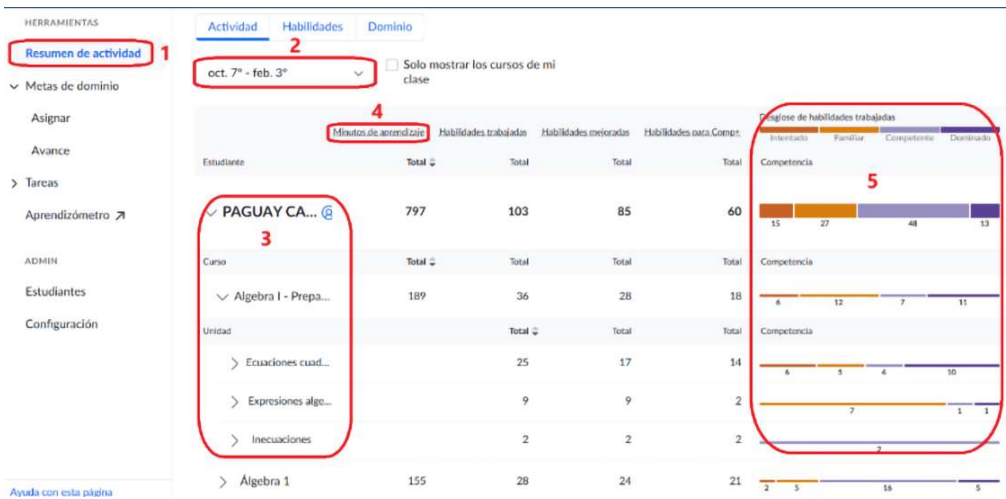 HERRAMIENTAS
Resumen de actividad 1
Metas de dominio
Asignar
Avance
Tareas
Aprendizómetro
ADMIN
Estudiantes
Configuración
Ayuda con esta página
Actividad Habilidades Dominio
2
oct. 7º - feb. 3º
Solo mostrar los cursos de mi
clase
4
Minutos de aprendizaje Habilidades trabajadas Habilidades mejoradas Habilidades para Compe
Desglose de habilidades trabajadas
Intentado Familiar Competente Dominado
Estudiante Total Total Total Total Competencia
5
PAGUAY CA... 797 103 85 60
15 27 48 13
3
Curso Total Total Total Total Competencia
Algebra I - Prepa... 189 36 28 18
6 12 7 11
Unidad Total Total Total Competencia
Ecuaciones cuad... 25 17 14
6 5 4 10
Expresiones alge... 9 9 2
7 1 1
Inecuaciones 2 2 2
2
Álgebra 1 155 28 24 21
2 5 16 5